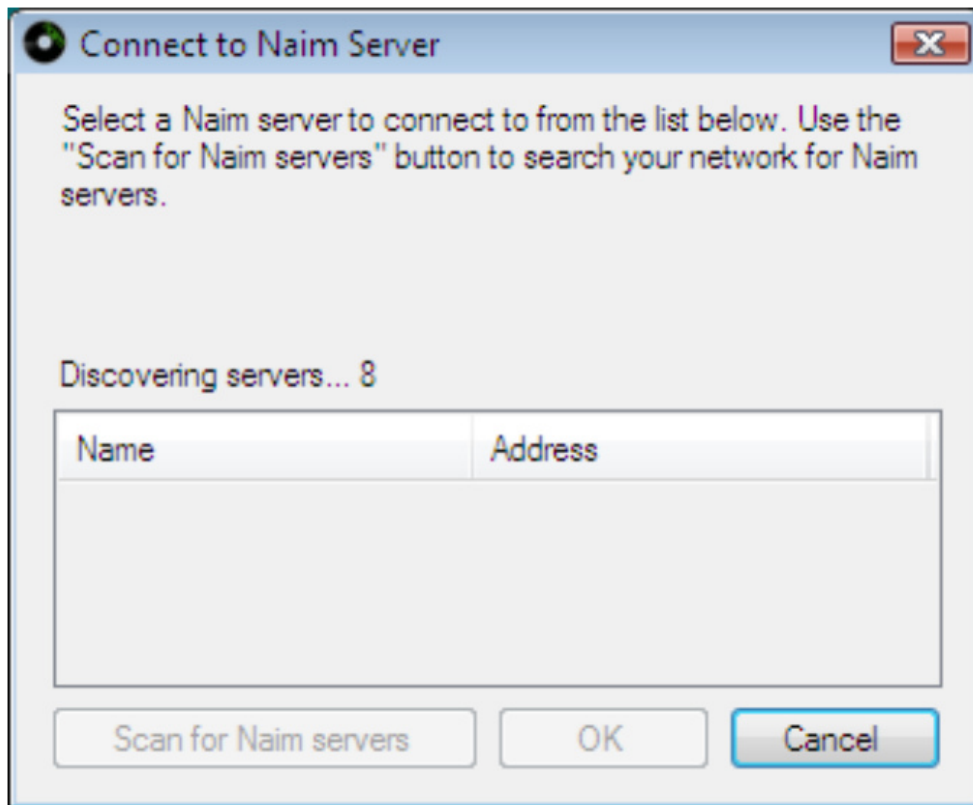 Connect to Naim Server
Select a Naim server to connect to from the list below. Use the
"Scan for Naim servers" button to search your network for Naim
servers.
Discovering servers... 8
Name Address
Scan for Naim servers OK Cancel